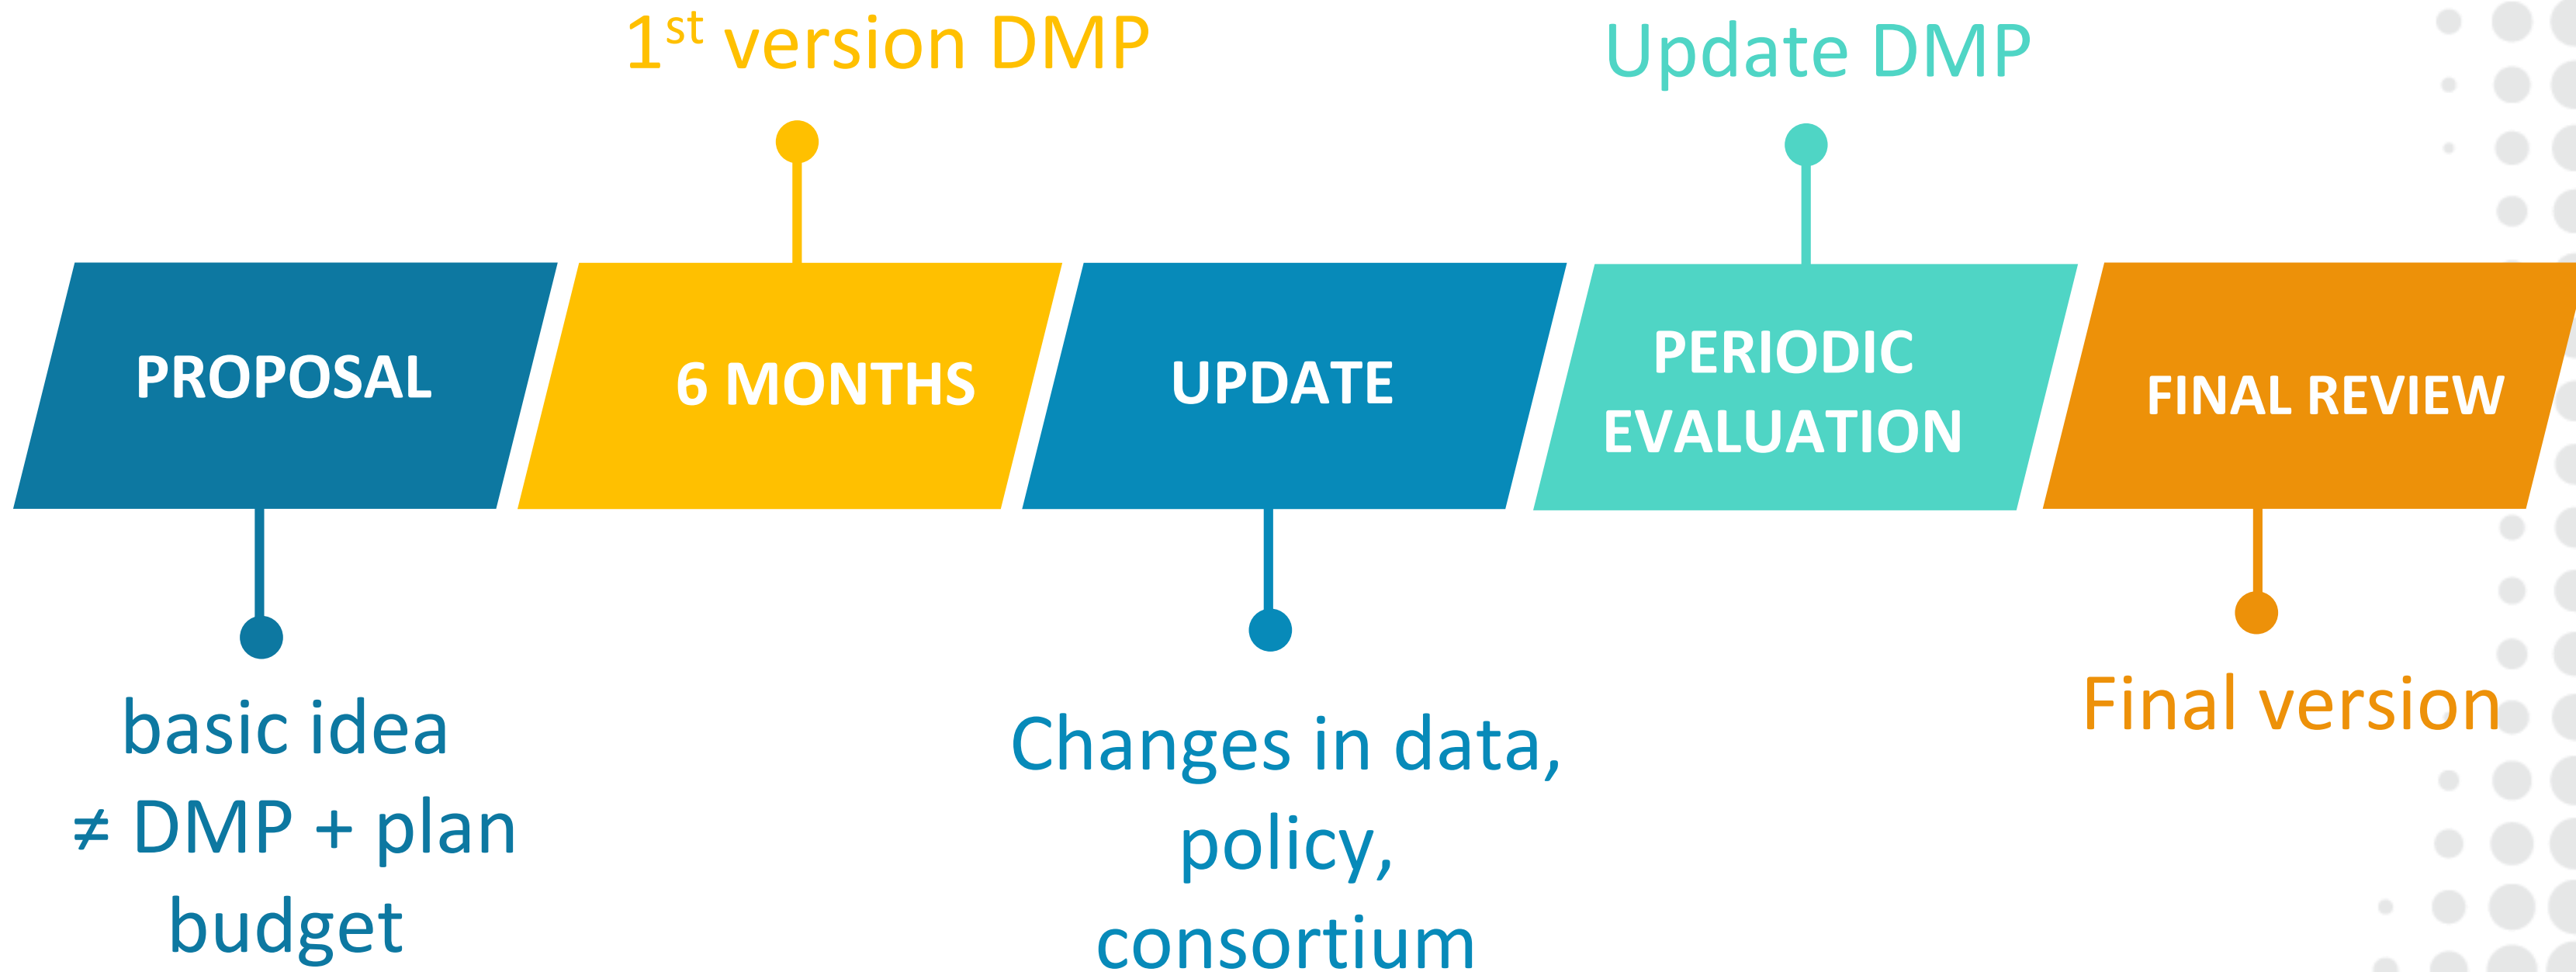 1st version DMP
Update DMP
PROPOSAL
6 MONTHS
UPDATE
PERIODIC
EVALUATION
FINAL REVIEW
basic idea
≠ DMP + plan
budget
Changes in data,
policy,
consortium
Final version